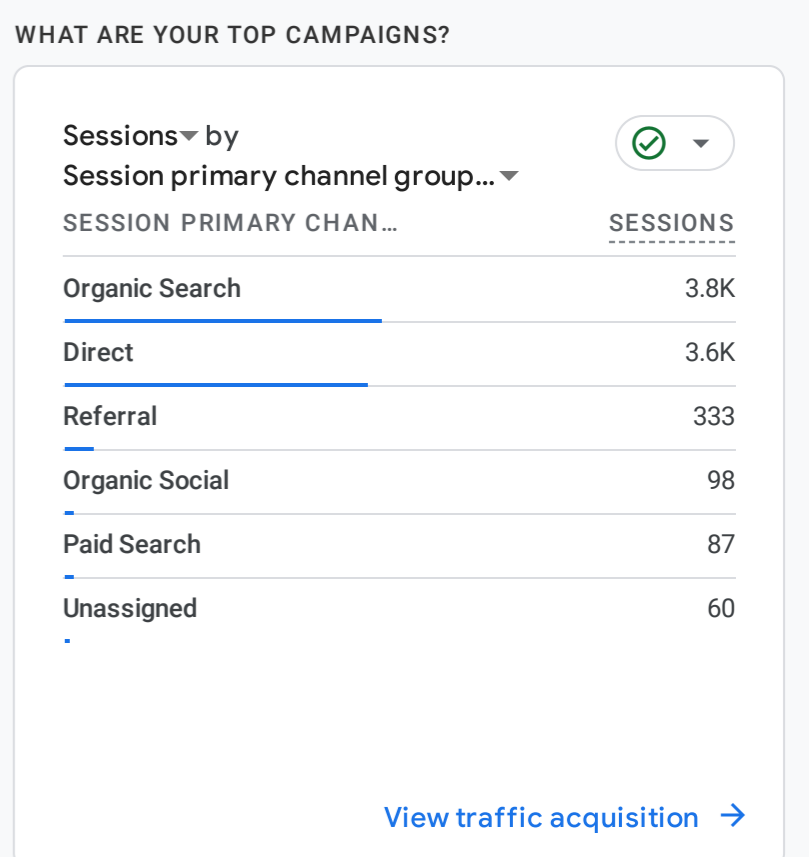 WHAT ARE YOUR TOP CAMPAIGNS?
Sessions by
Session primary channel group...
SESSION PRIMARY CHAN... SESSIONS
Organic Search 3.8K
Direct 3.6K
Referral 333
Organic Social 98
Paid Search 87
Unassigned 60
View traffic acquisition →